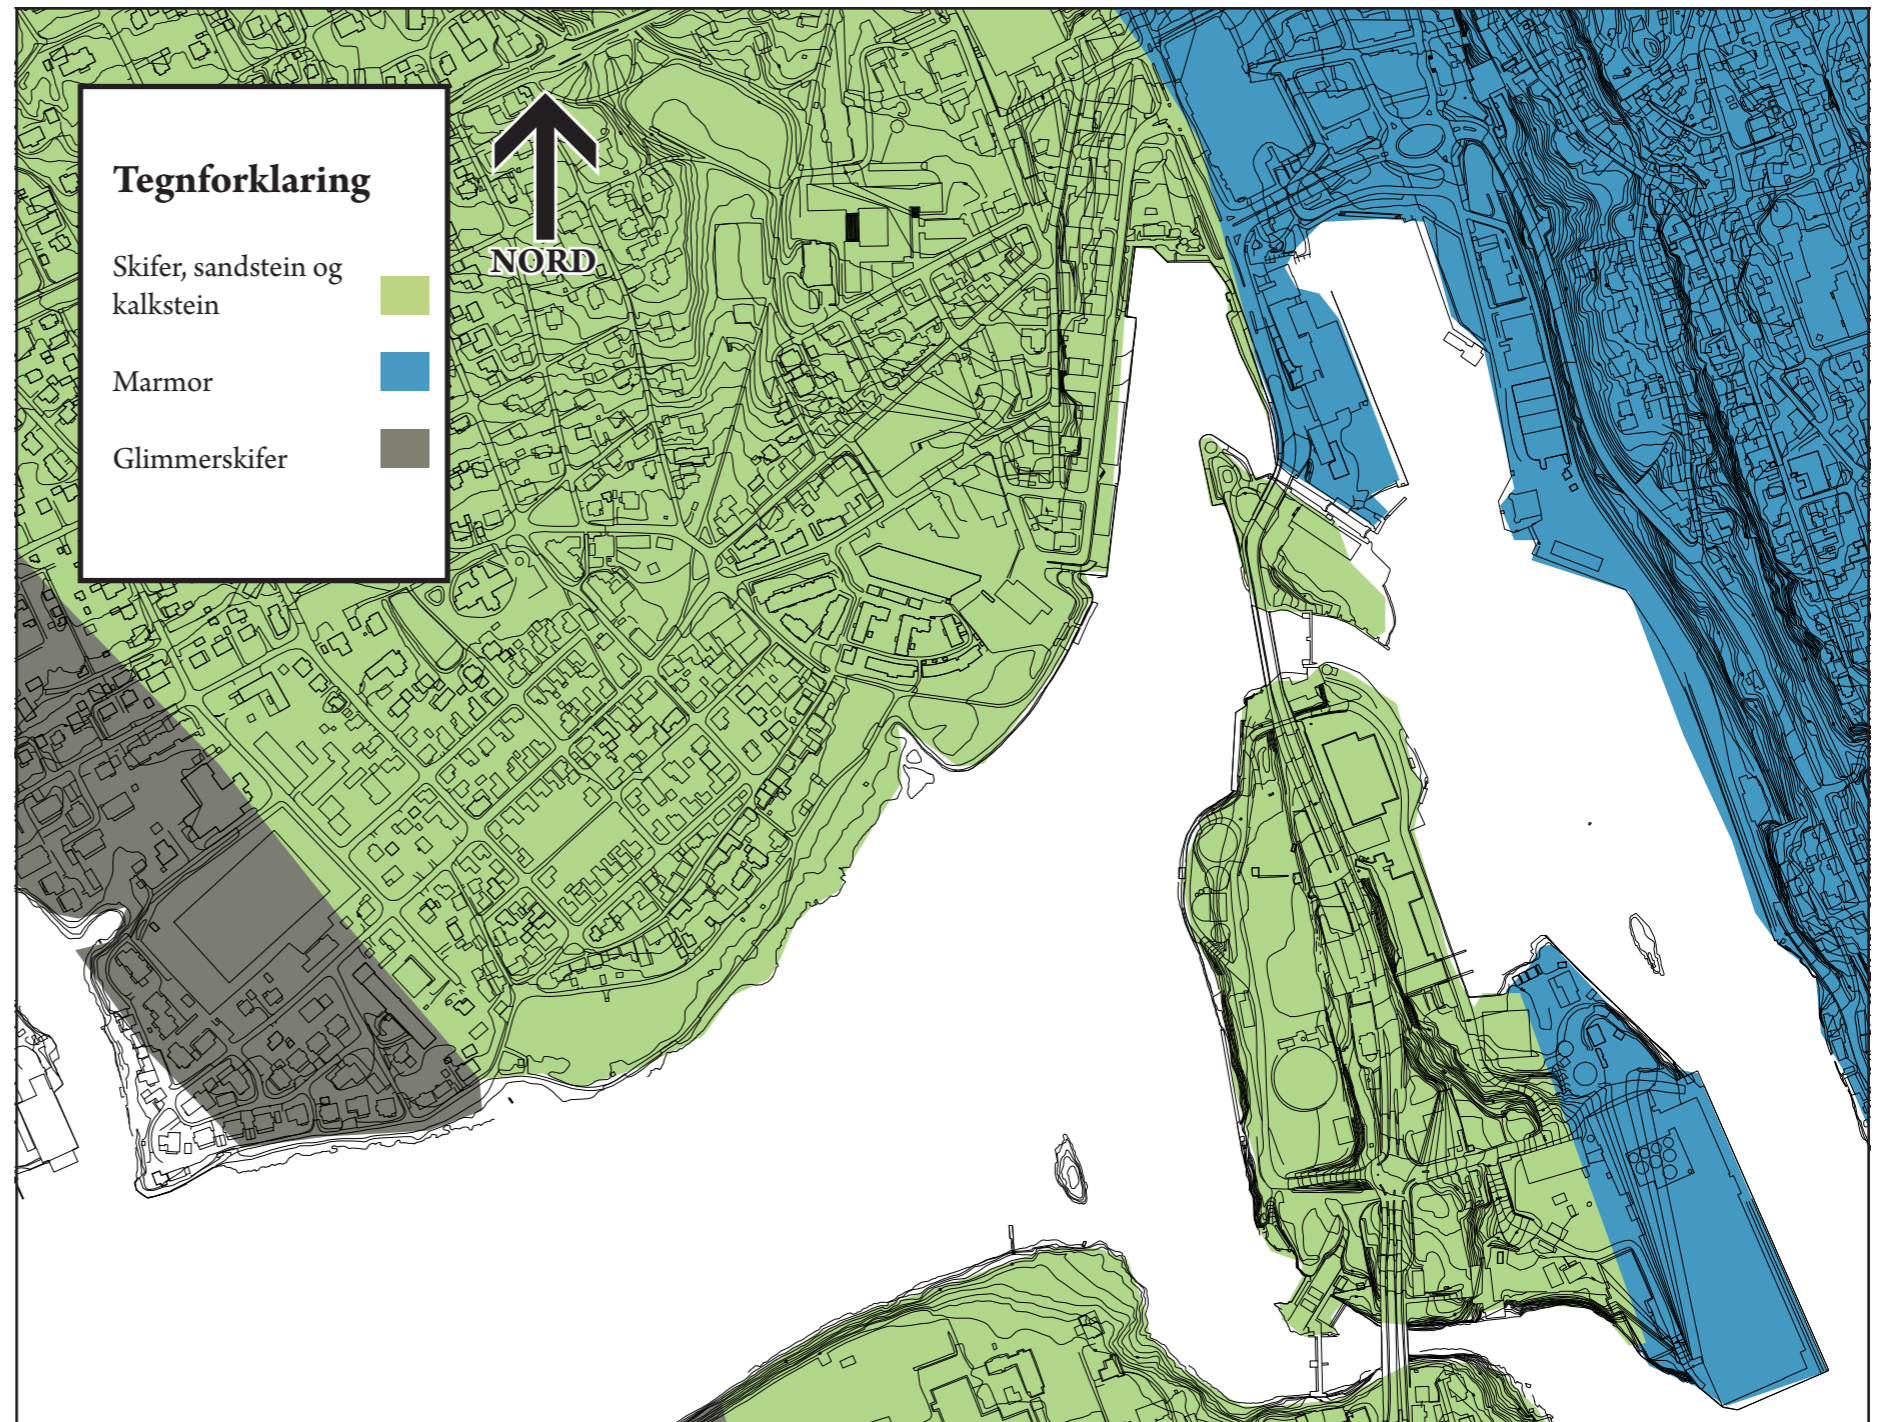 Tegnforklaring
Skifer, sandstein og
kalkstein
Marmor
Glimmerskifer
NORD